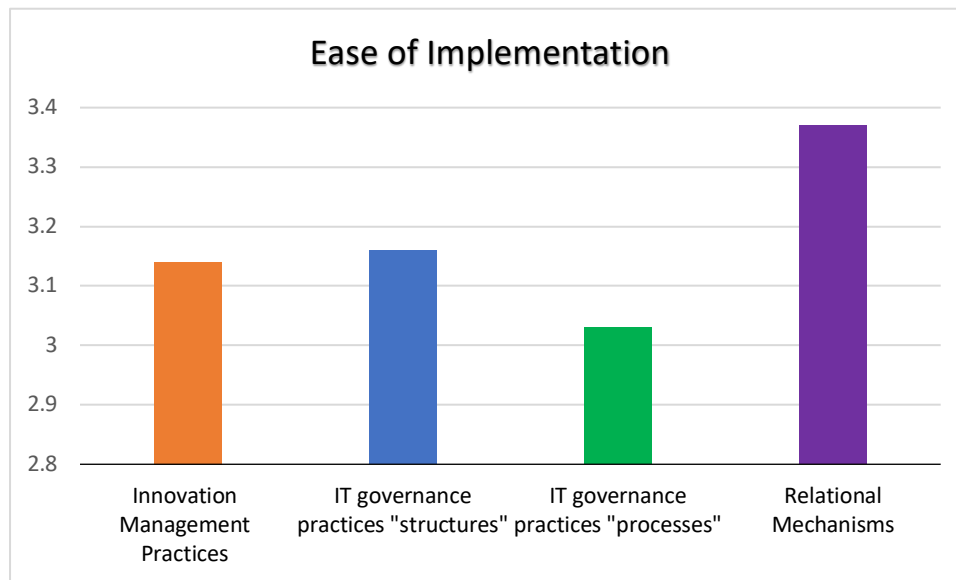 Ease of Implementation
3.4
3.3
3.2
3.1
3
2.9
2.8
Innovation
Management
Practices
IT governance
practices "structures"
IT governance
practices "processes"
Relational
Mechanisms